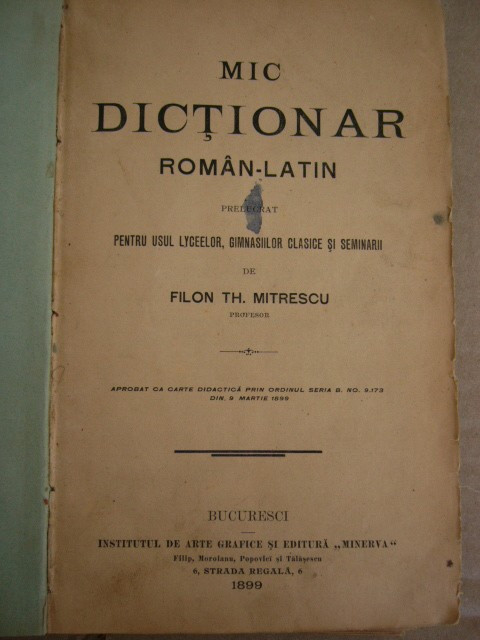 MIC
DICŢIONAR
ROMÂN-LATIN
PRELUCRAT
PENTRU USUL LYCEELOR, GIMNASIILOR CLASICE ŞI SEMINARII
DE
FILON TH. MITRESCU
PROFESOR
APROBAT CA CARTE DIDACTICĂ PRIN ORDINUL SERIA B. NO. 9.173
DIN. 9 MARTIE 1899
BUCURESCI
INSTITUTUL DE ARTE GRAFICE ŞI EDITURĂ „MINERVA“
Filip, Moroianu, Popovici şi Tălăşescu
6, STRADA REGALĂ, 6
1899